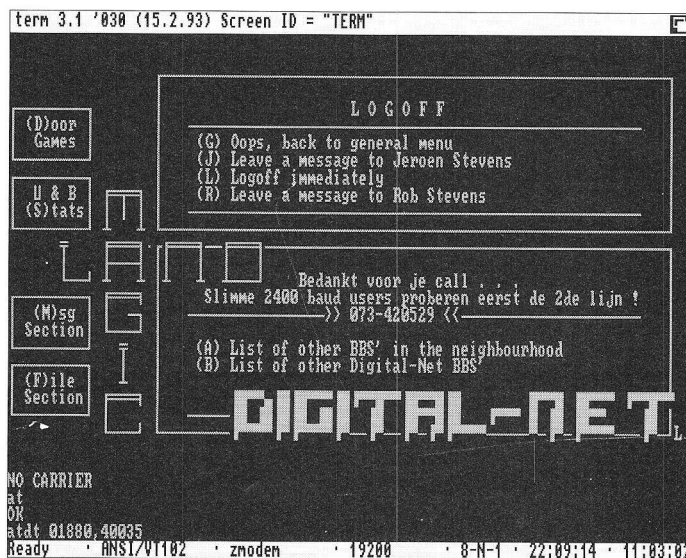 term 3.1 '030 (15.2.93) Screen ID = "TERM"
L O G O F F
(D)oor
Games
(G) Oops, back to general menu
(J) Leave a message to Jeroen Stevens
(L) Logoff immediately
(R) Leave a message to Rob Stevens
U & B
(S)tats
MAGIC
LAND
Bedankt voor je call . . .
Slimme 2400 baud users proberen eerst de 2de lijn !
>> 073-420529 <<
(M)sg
Section
(A) List of other BBS' in the neighbourhood
(B) List of other Digital-Net BBS'
(F)ile
Section
DIGITAL-NET
L
NO CARRIER
at
OK
atdt 01880,40035
Ready · ANSI/VT102 · zmodem · 19200 · 8-N-1 · 22:09:14 · 11:03:03